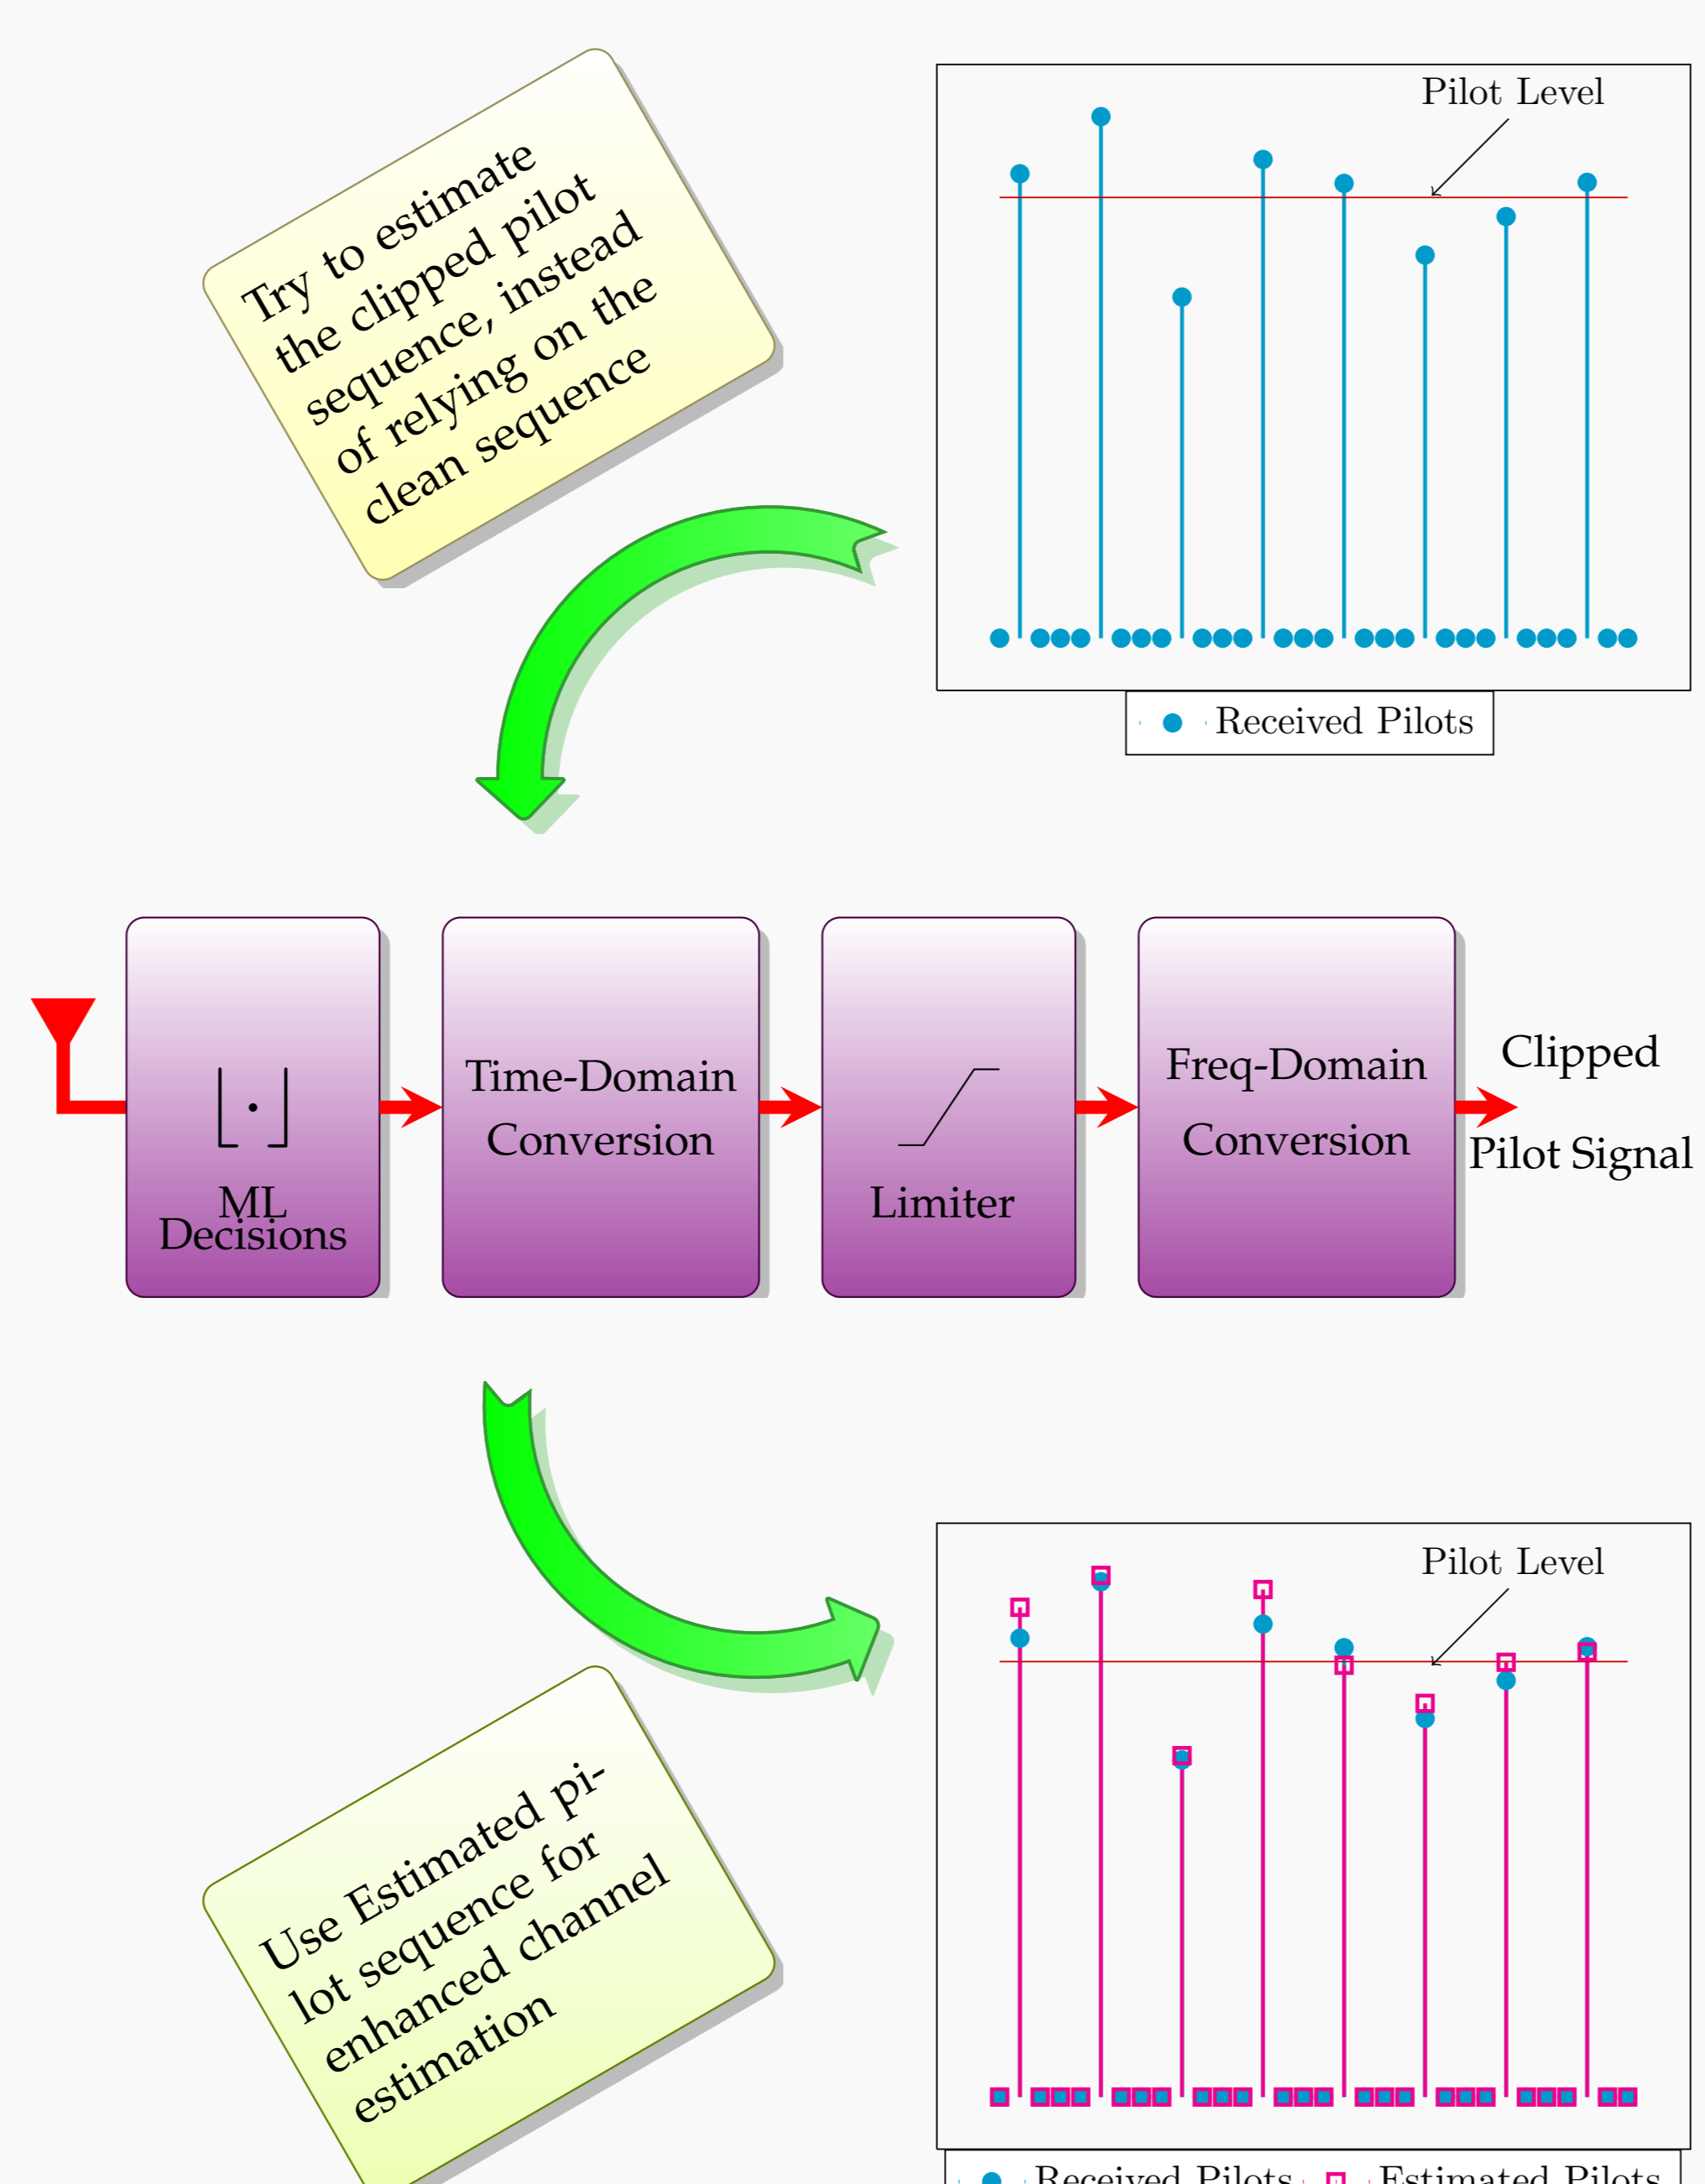 Try to estimate
the clipped pilot
sequence, instead
of relying on the
clean sequence
Pilot Level
Received Pilots
ML
Decisions
Time-Domain
Conversion
Limiter
Freq-Domain
Conversion
Clipped
Pilot Signal
Use Estimated pi-
lot sequence for
enhanced channel
estimation
Pilot Level
Received Pilots
Estimated Pilots